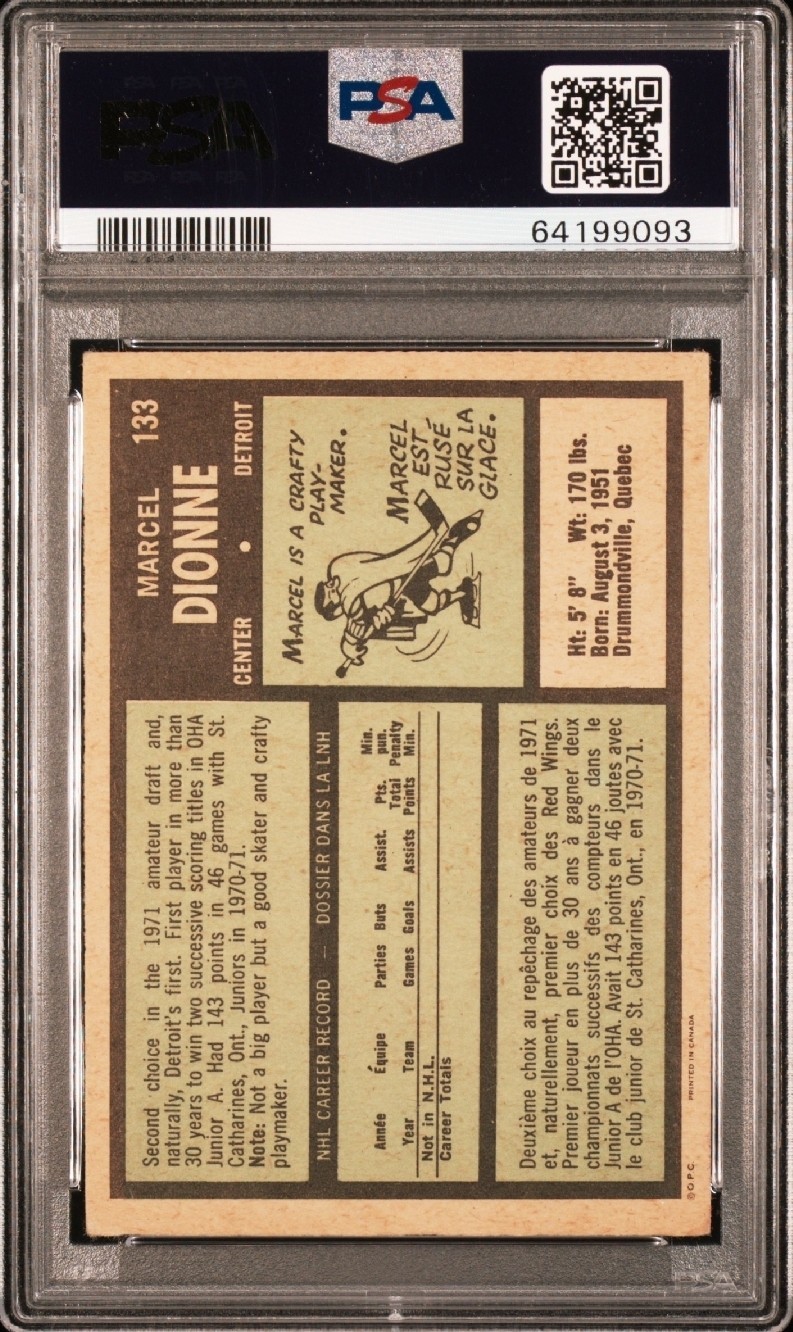 PSA
PSA
64199093
MARCEL 133
DIONNE
CENTER • DETROIT
MARCEL IS A CRAFTY
PLAY-
MAKER.
MARCEL
EST
RUSÉ
SUR LA
GLACE.
Ht: 5' 8" Wt: 170 lbs.
Born: August 3, 1951
Drummondville, Quebec
Second choice in the 1971 amateur draft and,
naturally, Detroit's first. First player in more than
30 years to win two successive scoring titles in OHA
Junior A. Had 143 points in 46 games with St.
Catharines, Ont., Juniors in 1970-71.
Note: Not a big player but a good skater and crafty
playmaker.
NHL CAREER RECORD — DOSSIER DANS LA LNH
Année Équipe Parties Buts Assist. Pts. Min. pun.
Year Team Games Goals Assists Total Points Penalty Min.
Not in N.H.L.
Career Totals
Deuxième choix au repêchage des amateurs de 1971
et, naturellement, premier choix des Red Wings.
Premier joueur en plus de 30 ans à gagner deux
championnats successifs des compteurs dans le
Junior A de l'OHA. Avait 143 points en 46 joutes avec
le club junior de St. Catharines, Ont., en 1970-71.
© O.P.C. PRINTED IN CANADA
PSA